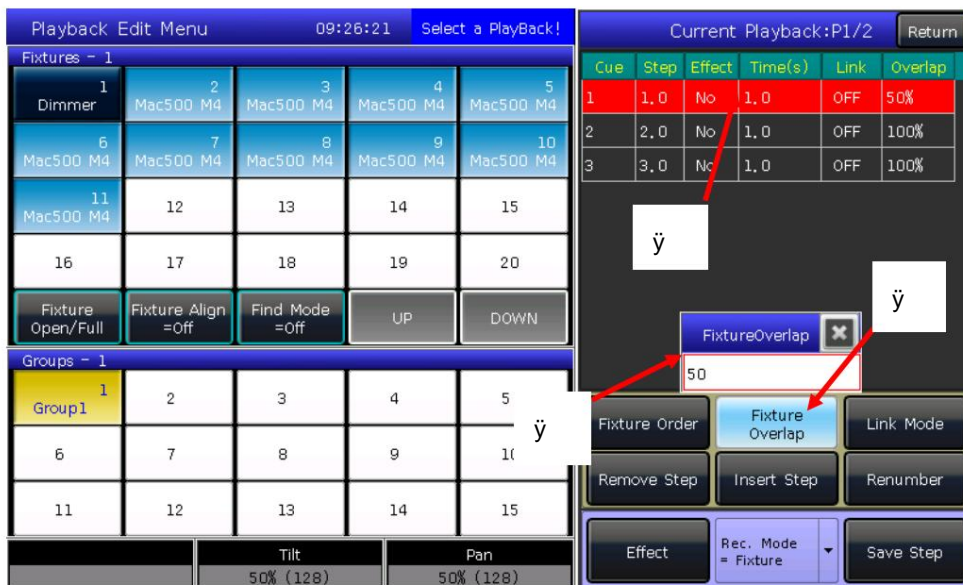 Playback Edit Menu 09:26:21 Select a PlayBack!
Fixtures - 1
1 Dimmer
2 Mac500 M4
3 Mac500 M4
4 Mac500 M4
5 Mac500 M4
6 Mac500 M4
7 Mac500 M4
8 Mac500 M4
9 Mac500 M4
10 Mac500 M4
11 Mac500 M4
12
13
14
15
16
17
18
19
20
Fixture Open/Full
Fixture Align =Off
Find Mode =Off
UP
DOWN
Groups - 1
1 Group1
2
3
4
5
6
7
8
9
11
12
13
14
15
Tilt
50% (128)
Pan
50% (128)
Current Playback:P1/2 Return
Cue Step Effect Time(s) Link Overlap
1 1.0 No 1.0 OFF 50%
2 2.0 No 1.0 OFF 100%
3 3.0 No 1.0 OFF 100%
ÿ
ÿ
FixtureOverlap
50
ÿ
Fixture Order
Fixture Overlap
Link Mode
Remove Step
Insert Step
Renumber
Effect
Rec. Mode = Fixture
Save Step